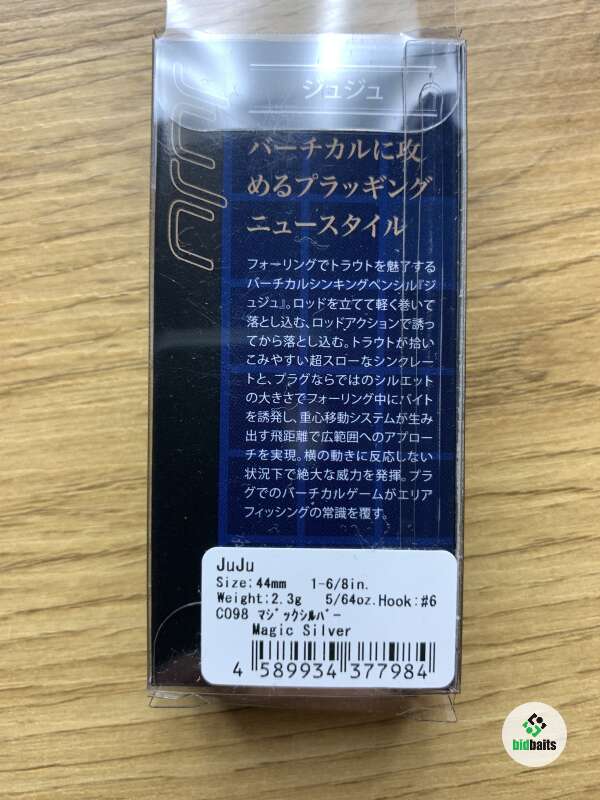 JUJU
ジュジュ
バーチカルに攻
めるプラッギング
ニュースタイル
フォーリングでトラウトを魅了する
バーチカルシンキングペンシル『ジ
ュジュ』。ロッドを立てて軽く巻いて
落とし込む、ロッドアクションで誘っ
てから落とし込む。トラウトが拾い
こみやすい超スローなシンクレー
トと、プラグならではのシルエット
の大きさでフォーリング中にバイト
を誘発し、重心移動システムが生み
出す飛距離で広範囲へのアプロー
チを実現。横の動きに反応しない
状況下で絶大な威力を発揮。プラ
グでのバーチカルゲームがエリア
フィッシングの常識を覆す。
JuJu
Size:44mm 1-6/8in.
Weight:2.3g 5/64oz.Hook:#6
C098 マジックシルバー
Magic Silver
4 589934 377984
bidbaits